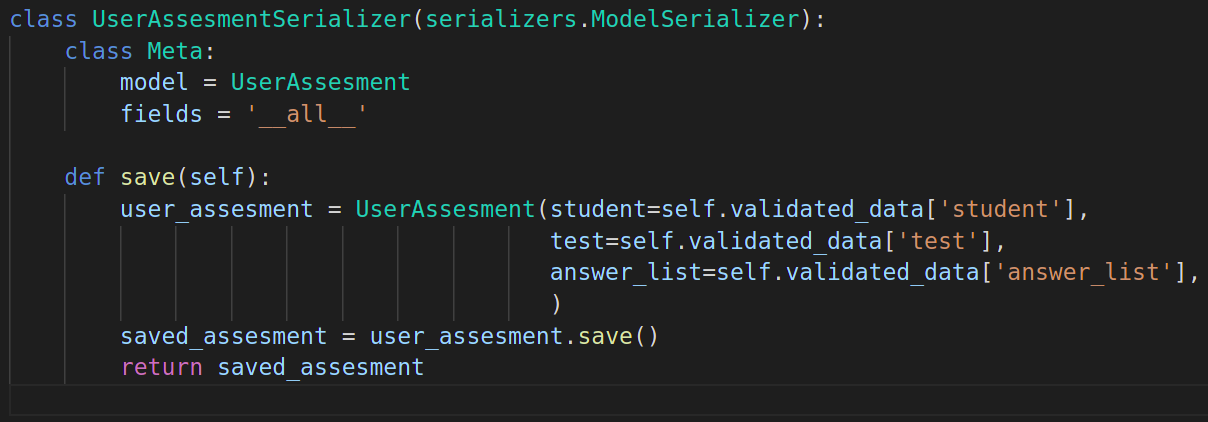 class UserAssesmentSerializer(serializers.ModelSerializer):
    class Meta:
        model = UserAssesment
        fields = '__all__'

    def save(self):
        user_assesment = UserAssesment(student=self.validated_data['student'],
                                       test=self.validated_data['test'],
                                       answer_list=self.validated_data['answer_list'],
                                       )
        saved_assesment = user_assesment.save()
        return saved_assesment